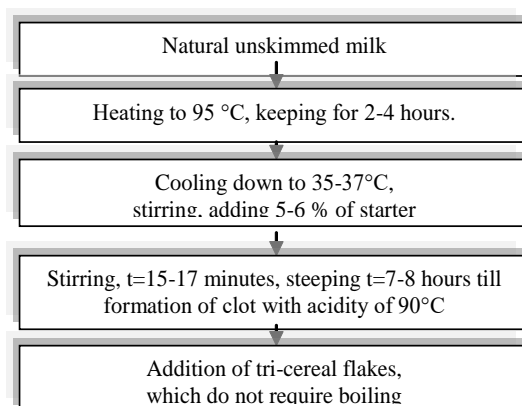 Natural unskimmed milk
Heating to 95 °C, keeping for 2-4 hours.
Cooling down to 35-37°C,
stirring, adding 5-6 % of starter
Stirring, t=15-17 minutes, steeping t=7-8 hours till
formation of clot with acidity of 90°C
Addition of tri-cereal flakes,
which do not require boiling